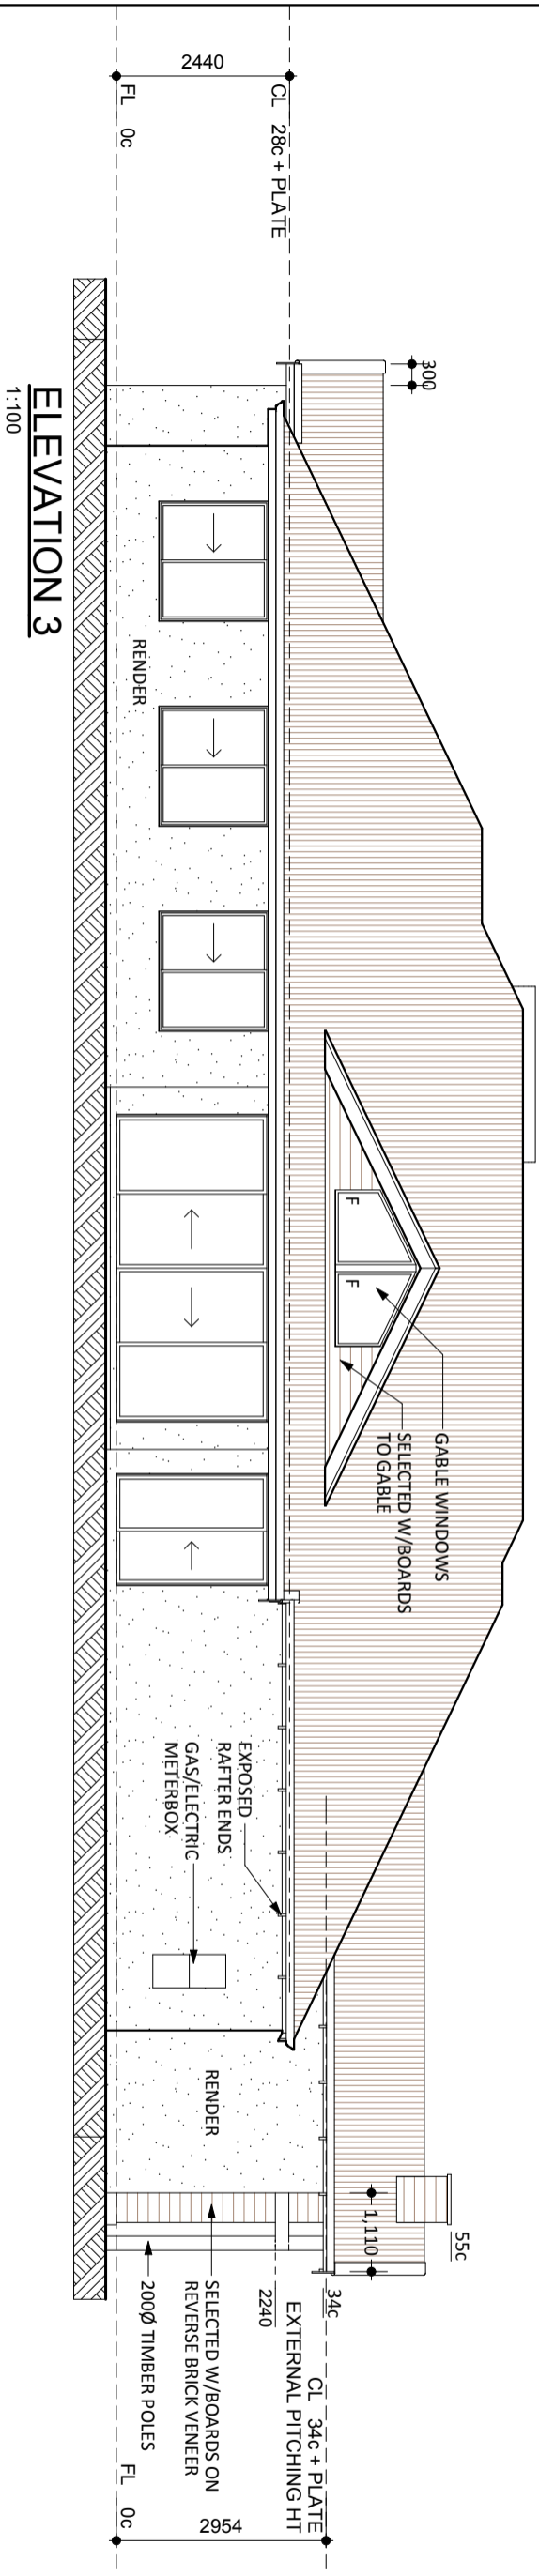 2440
CL 28c + PLATE
FL 0c
300
GABLE WINDOWS
SELECTED W/BOARDS
TO GABLE
F
F
RENDER
EXPOSED
RAFTER ENDS
GAS/ELECTRIC
METERBOX
RENDER
55c
1,110
34c
CL 34c + PLATE
EXTERNAL PITCHING HT
2240
SELECTED W/BOARDS ON
REVERSE BRICK VENEER
200Ø TIMBER POLES
2954
FL 0c
ELEVATION 3
1:100